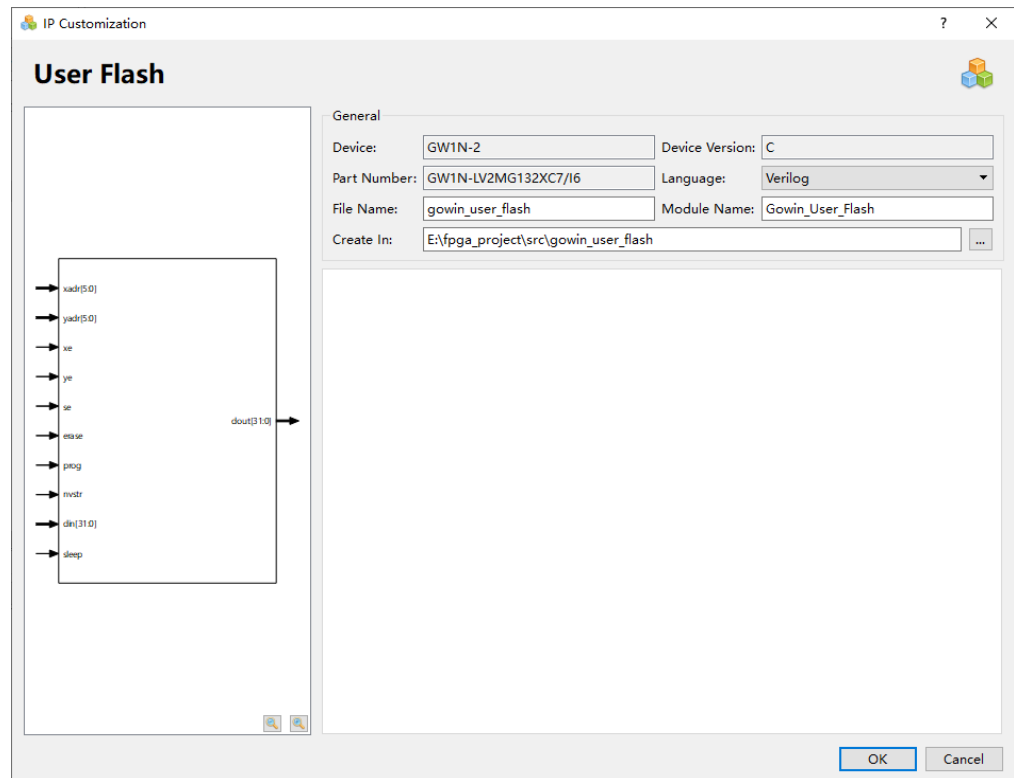 IP Customization
?
User Flash
General
Device: GW1N-2 Device Version: C
Part Number: GW1N-LV2MG132XC7/I6 Language: Verilog
File Name: gowin_user_flash Module Name: Gowin_User_Flash
Create In: E:\fpga_project\src\gowin_user_flash ...
xadr[5:0]
yadr[5:0]
xe
ye
se
dout[31:0]
erase
prog
nvstr
din[31:0]
sleep
OK Cancel